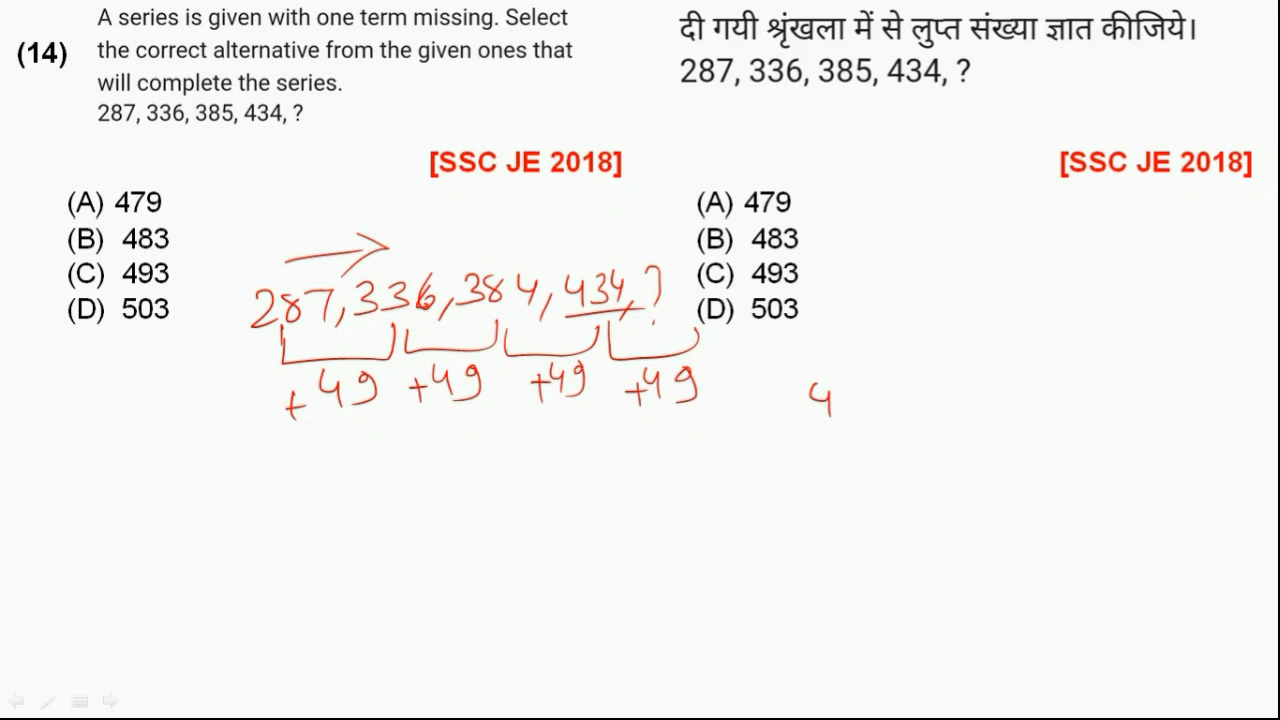 (14) A series is given with one term missing. Select
the correct alternative from the given ones that
will complete the series.
287, 336, 385, 434, ?
[SSC JE 2018]
(A) 479
(B) 483
(C) 493
(D) 503
दी गयी श्रृंखला में से लुप्त संख्या ज्ञात कीजिये।
287, 336, 385, 434, ?
[SSC JE 2018]
(A) 479
(B) 483
(C) 493
(D) 503
287, 336, 384, 434, ?
+49 +49 +49 +49
4